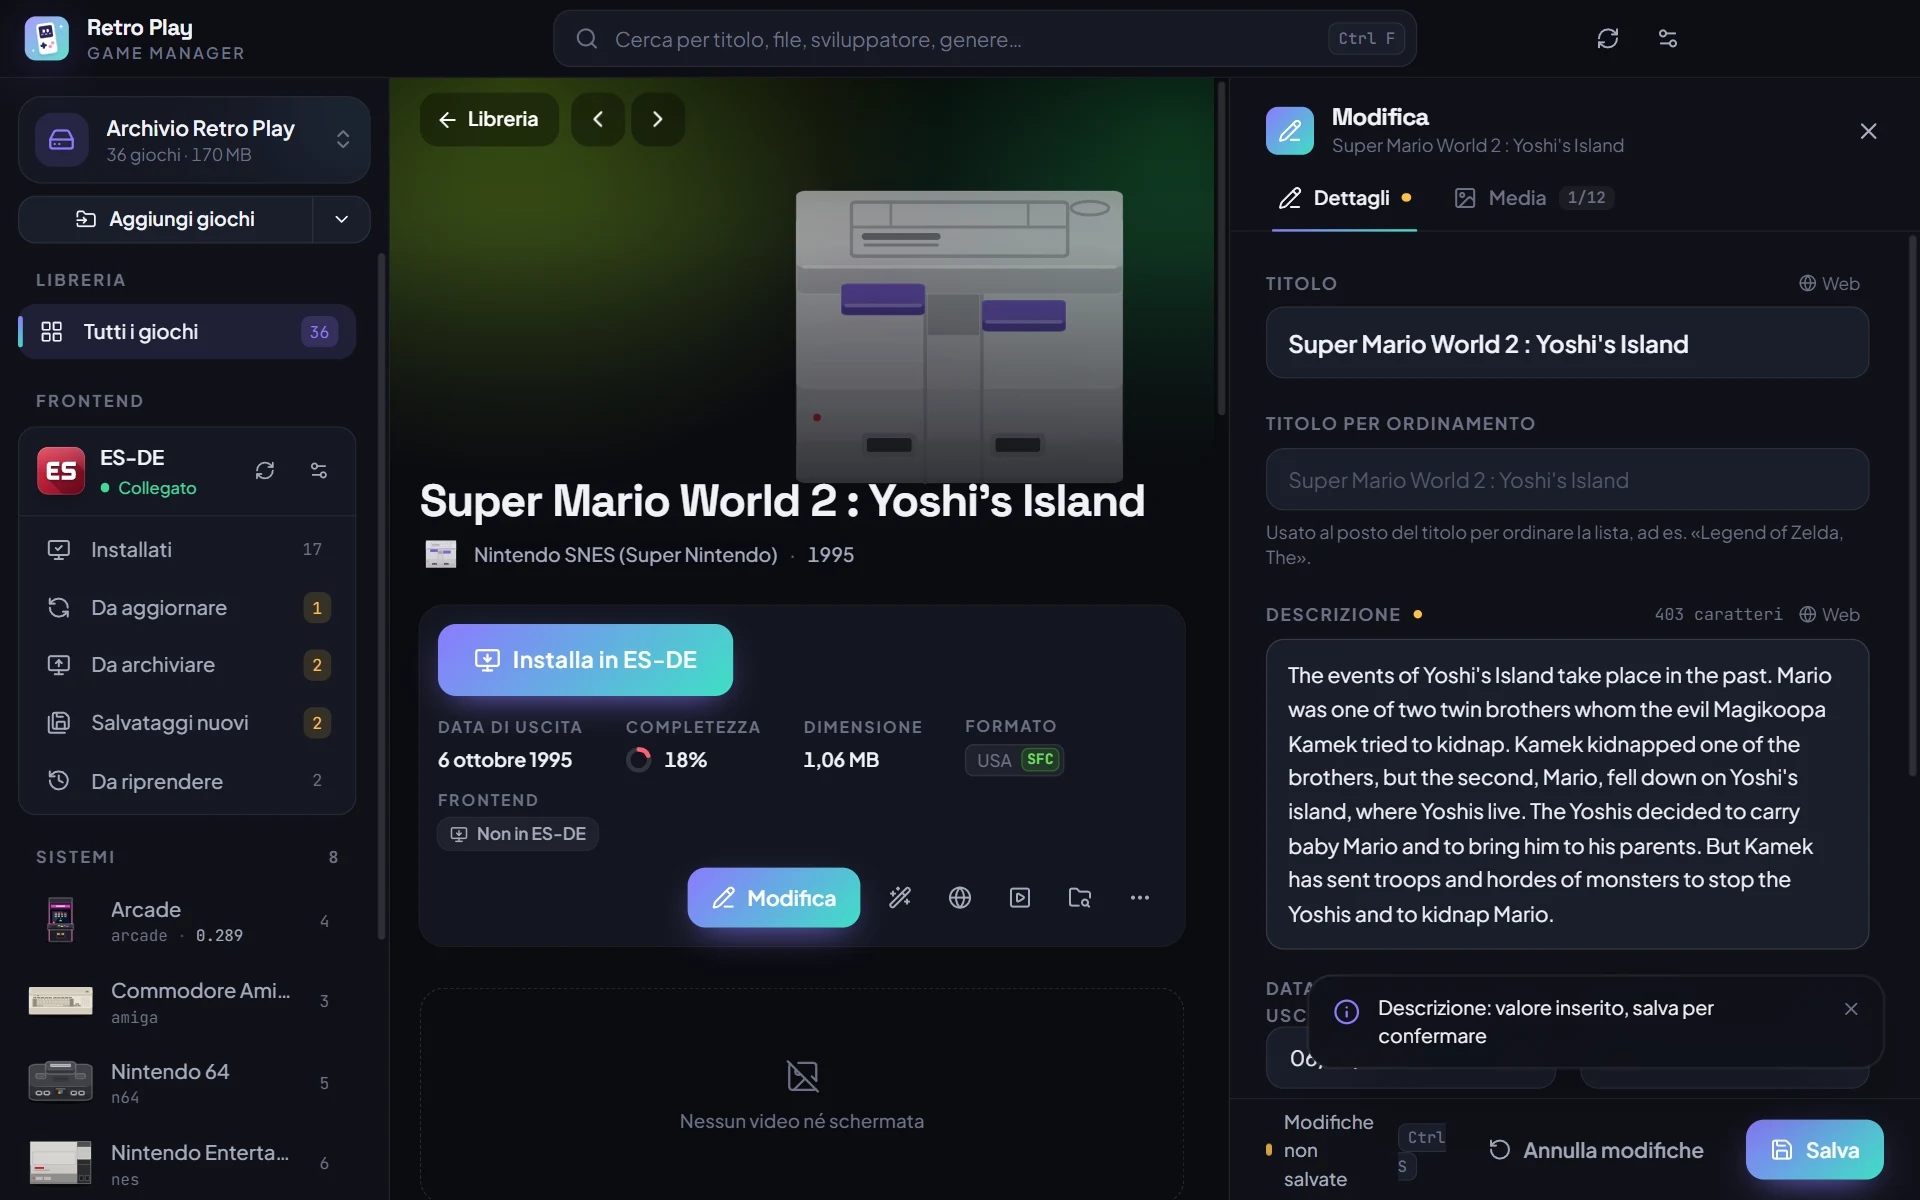 Retro Play
GAME MANAGER
Cerca per titolo, file, sviluppatore, genere...
Ctrl F
Archivio Retro Play
36 giochi · 170 MB
Aggiungi giochi
LIBRERIA
Tutti i giochi
36
FRONTEND
ES
ES-DE
Collegato
Installati
17
Da aggiornare
1
Da archiviare
2
Salvataggi nuovi
2
Da riprendere
2
SISTEMI
8
Arcade
arcade · 0.289
4
Commodore Ami...
amiga
3
Nintendo 64
n64
5
Nintendo Enterta...
nes
6
Libreria
Super Mario World 2 : Yoshi's Island
Nintendo SNES (Super Nintendo) · 1995
Installa in ES-DE
DATA DI USCITA
6 ottobre 1995
COMPLETEZZA
18%
DIMENSIONE
1,06 MB
FORMATO
USA SFC
FRONTEND
Non in ES-DE
Modifica
Nessun video né schermata
Modifica
Super Mario World 2 : Yoshi's Island
Dettagli
Media
1/12
TITOLO
Web
Super Mario World 2 : Yoshi's Island
TITOLO PER ORDINAMENTO
Super Mario World 2 : Yoshi's Island
Usato al posto del titolo per ordinare la lista, ad es. «Legend of Zelda,
The».
DESCRIZIONE
403 caratteri
Web
The events of Yoshi's Island take place in the past. Mario
was one of two twin brothers whom the evil Magikoopa
Kamek tried to kidnap. Kamek kidnapped one of the
brothers, but the second, Mario, fell down on Yoshi's
island, where Yoshis live. The Yoshis decided to carry
baby Mario and to bring him to his parents. But Kamek
has sent troops and hordes of monsters to stop the
Yoshis and to kidnap Mario.
DATA
USC
Descrizione: valore inserito, salva per
confermare
Modifiche
non
salvate
Ctrl
S
Annulla modifiche
Salva